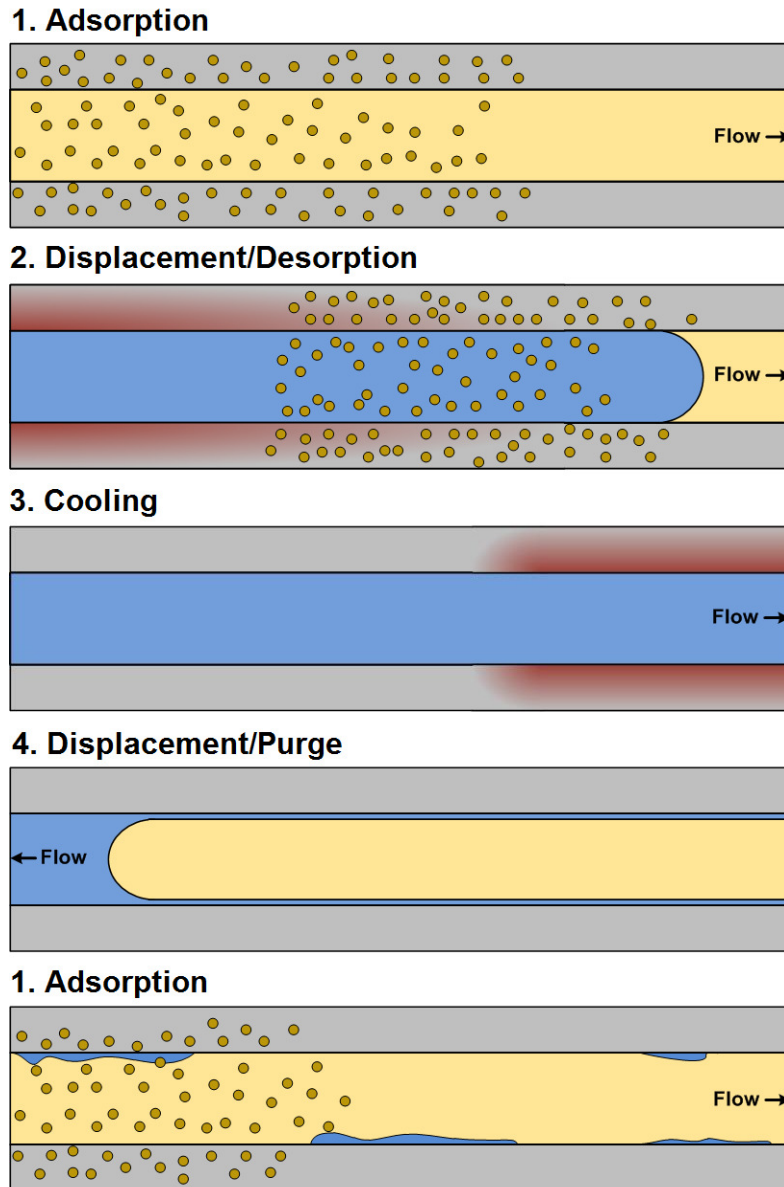 1. Adsorption
Flow →
2. Displacement/Desorption
Flow →
3. Cooling
Flow →
4. Displacement/Purge
← Flow
1. Adsorption
Flow →